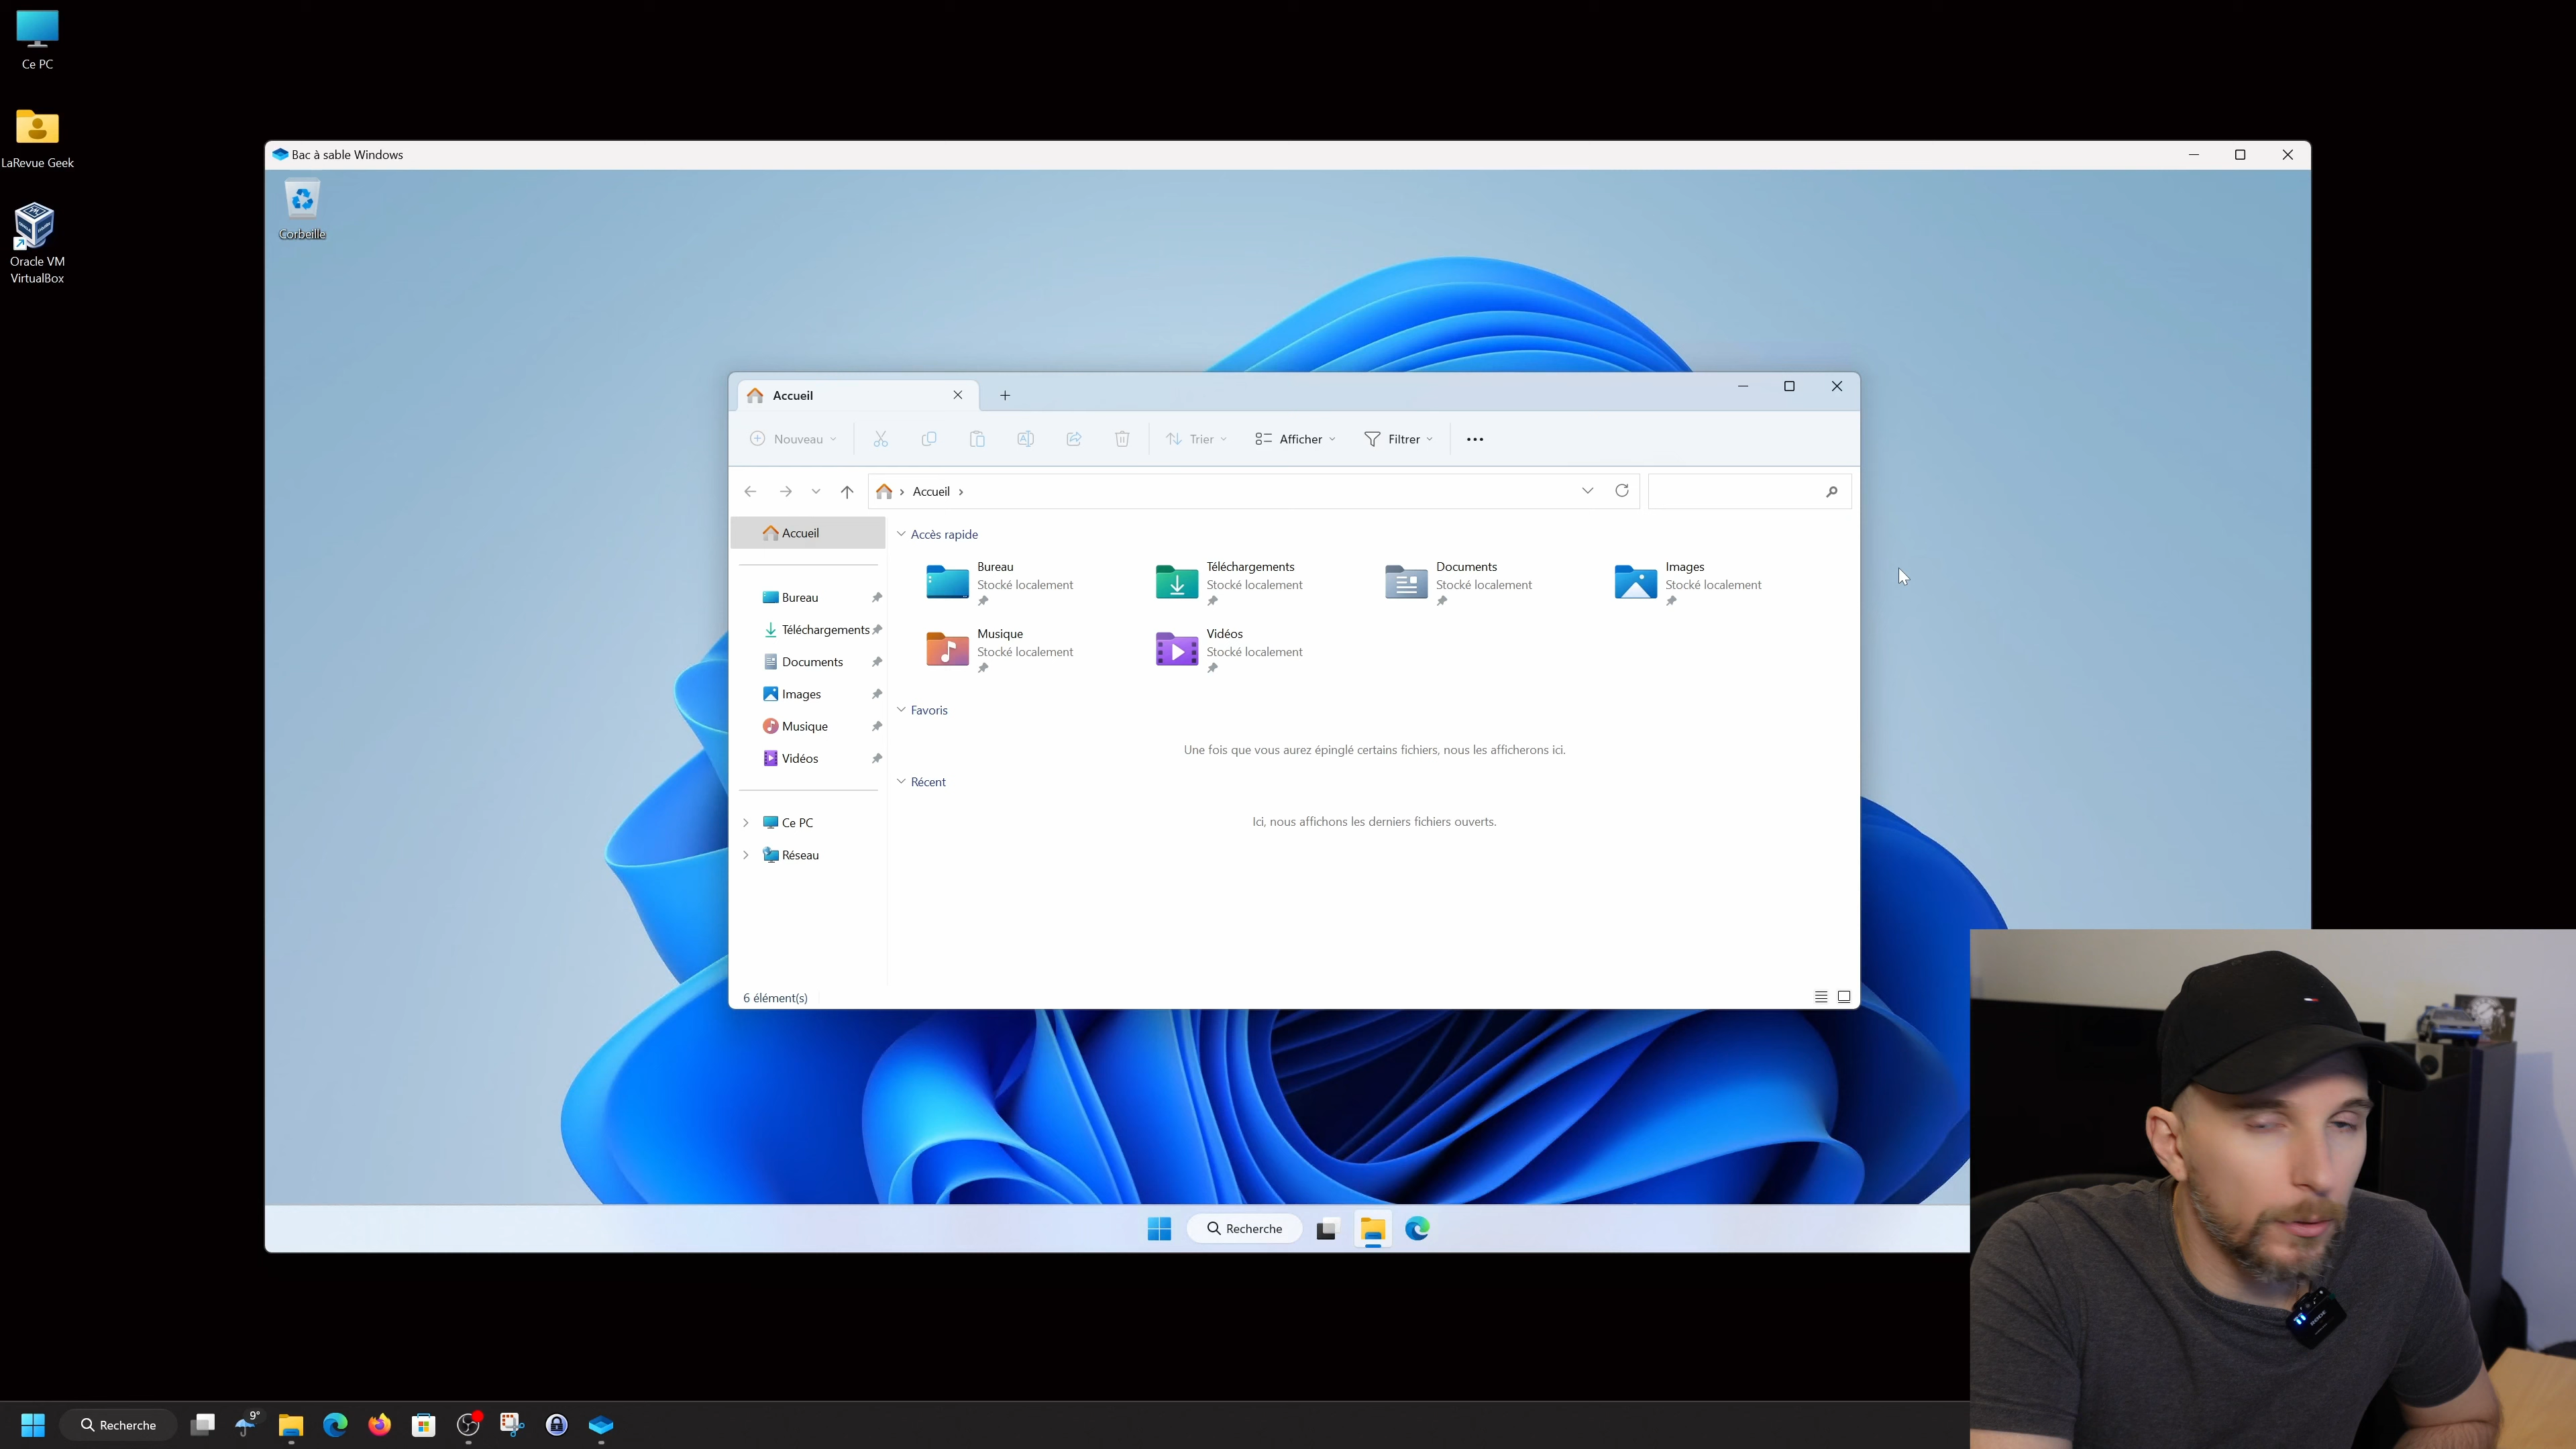 Ce PC
LaRevue Geek
Oracle VM
VirtualBox
Bac à sable Windows
Corbeille
Accueil
Nouveau
Trier
Afficher
Filtrer
Accueil
Accueil
Bureau
Téléchargements
Documents
Images
Musique
Vidéos
Ce PC
Réseau
Accès rapide
Bureau
Stocké localement
Téléchargements
Stocké localement
Documents
Stocké localement
Images
Stocké localement
Musique
Stocké localement
Vidéos
Stocké localement
Favoris
Une fois que vous aurez épinglé certains fichiers, nous les afficherons ici.
Récent
Ici, nous affichons les derniers fichiers ouverts.
6 élément(s)
Recherche
Recherche
9°